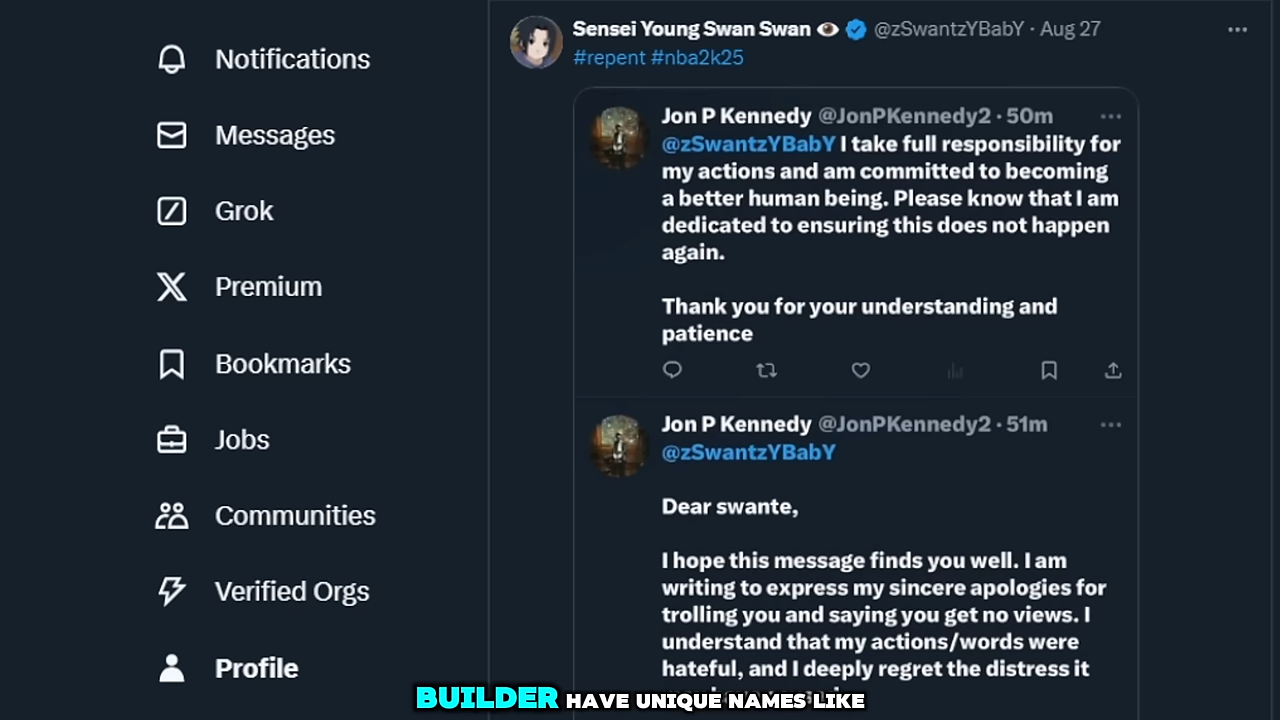 Notifications
Messages
Grok
Premium
Bookmarks
Jobs
Communities
Verified Orgs
Profile
Sensei Young Swan Swan 👁 @zSwantzYBabY · Aug 27
#repent #nba2k25
Jon P Kennedy @JonPKennedy2 · 50m
@zSwantzYBabY I take full responsibility for
my actions and am committed to becoming
a better human being. Please know that I am
dedicated to ensuring this does not happen
again.
Thank you for your understanding and
patience
Jon P Kennedy @JonPKennedy2 · 51m
@zSwantzYBabY
Dear swante,
I hope this message finds you well. I am
writing to express my sincere apologies for
trolling you and saying you get no views. I
understand that my actions/words were
hateful, and I deeply regret the distress it
BUILDER HAVE UNIQUE NAMES LIKE